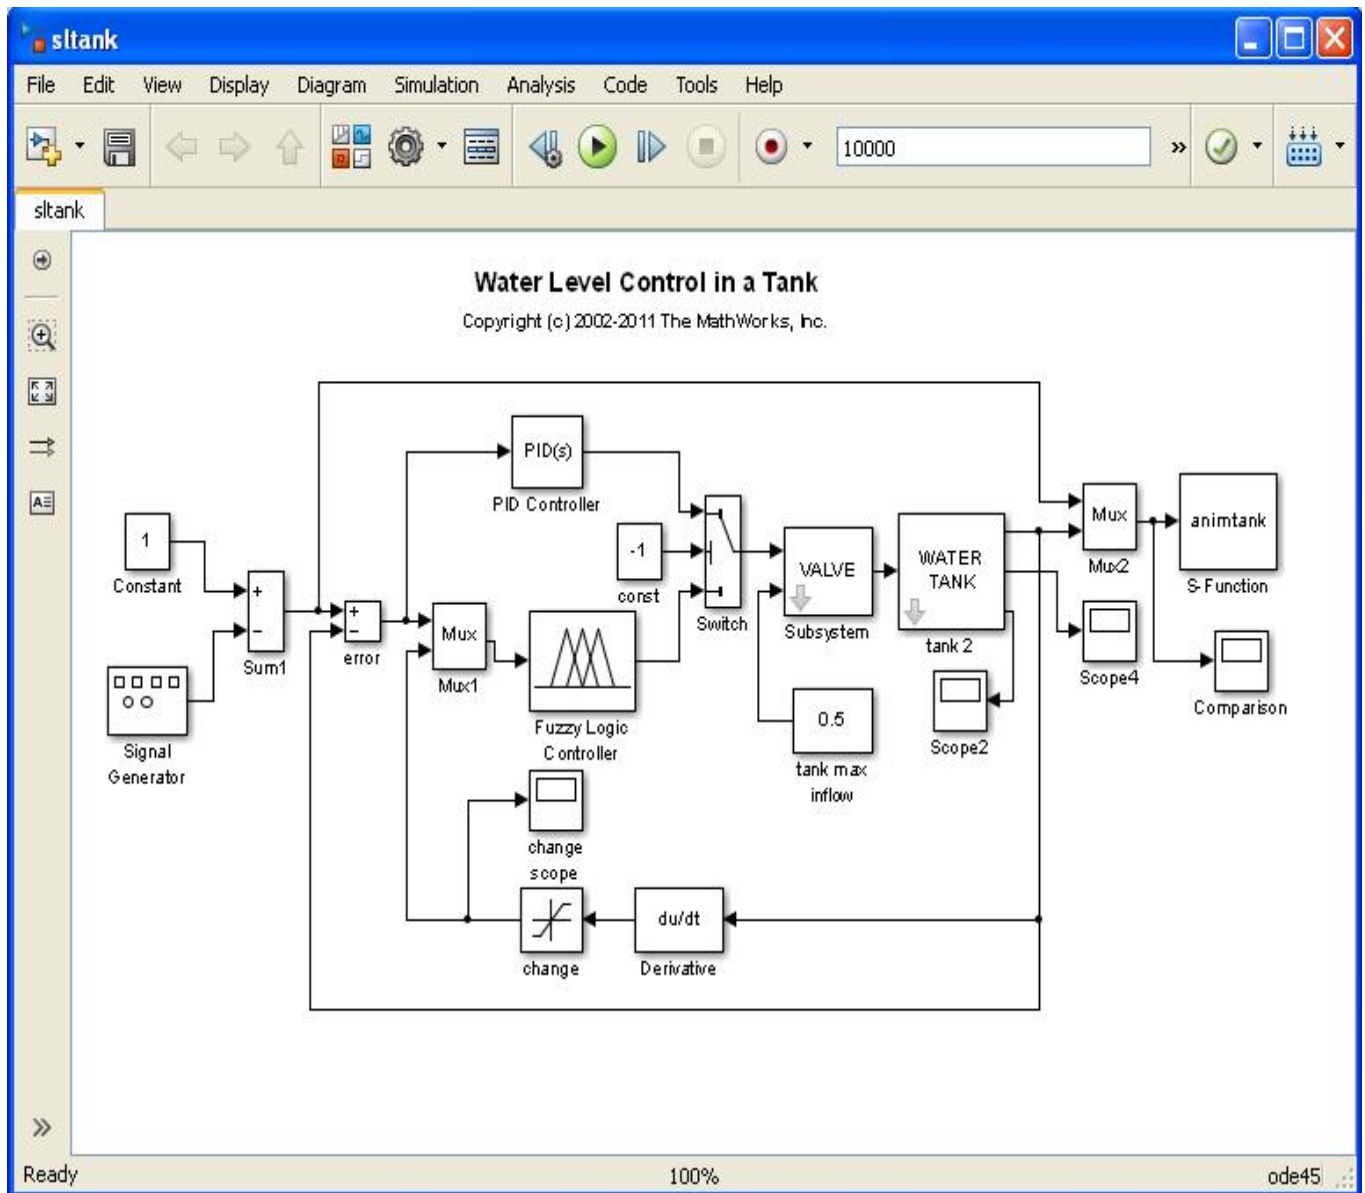 sltank
File Edit View Display Diagram Simulation Analysis Code Tools Help
10000
sltank
Water Level Control in a Tank
Copyright (c) 2002-2011 The MathWorks, Inc.
PID(s)
PID Controller
1
Constant
-1
const
+
−
Sum1
+
−
error
Mux
Mux1
Switch
VALVE
Subsystem
WATER
TANK
tank 2
Mux
Mux2
animtank
S-Function
Scope4
Comparison
Signal
Generator
Fuzzy Logic
Controller
0.5
tank max
inflow
Scope2
change
scope
change
du/dt
Derivative
Ready 100% ode45